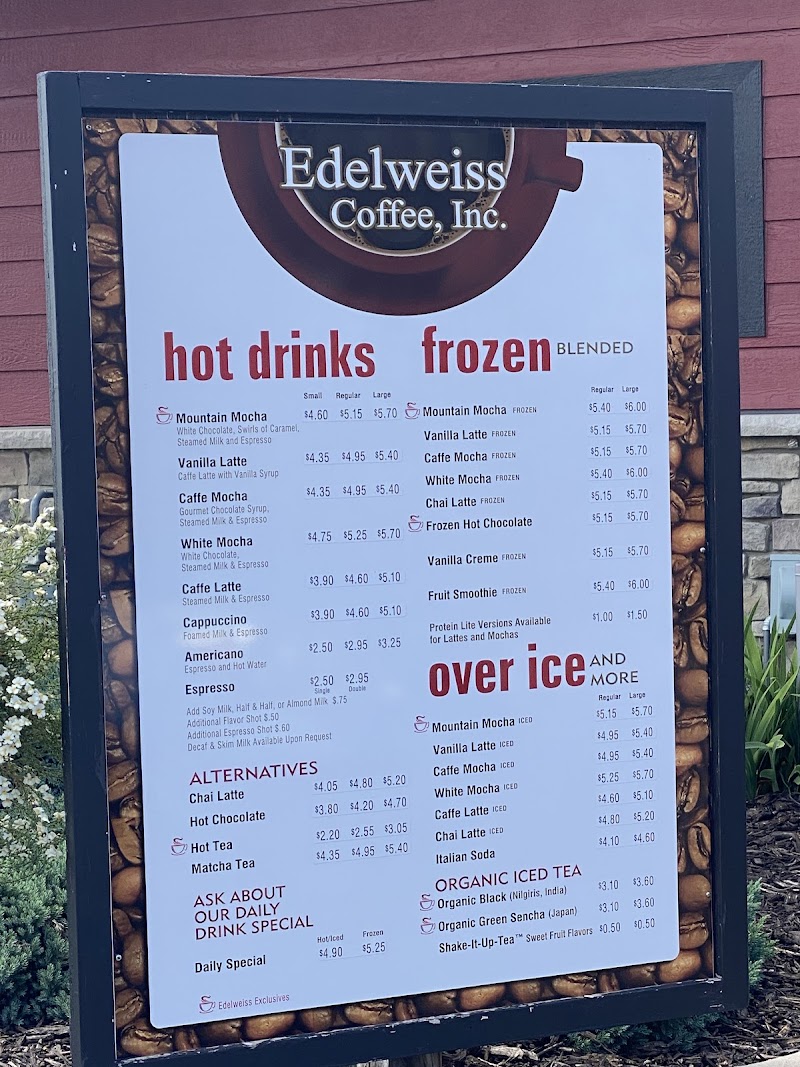 Edelweiss
Coffee, Inc.
hot drinks
Small Regular Large
Mountain Mocha $4.60 $5.15 $5.70
White Chocolate, Swirls of Caramel,
Steamed Milk and Espresso
Vanilla Latte $4.35 $4.95 $5.40
Caffe Latte with Vanilla Syrup
Caffe Mocha $4.35 $4.95 $5.40
Gourmet Chocolate Syrup,
Steamed Milk & Espresso
White Mocha $4.75 $5.25 $5.70
White Chocolate,
Steamed Milk & Espresso
Caffe Latte $3.90 $4.60 $5.10
Steamed Milk & Espresso
Cappuccino $3.90 $4.60 $5.10
Foamed Milk & Espresso
Americano $2.50 $2.95 $3.25
Espresso and Hot Water
Espresso $2.50 $2.95
Single Double
Add Soy Milk, Half & Half, or Almond Milk $.75
Additional Flavor Shot $.50
Additional Espresso Shot $.60
Decaf & Skim Milk Available Upon Request
ALTERNATIVES
Chai Latte $4.05 $4.80 $5.20
Hot Chocolate $3.80 $4.20 $4.70
Hot Tea $2.20 $2.55 $3.05
Matcha Tea $4.35 $4.95 $5.40
ASK ABOUT
OUR DAILY
DRINK SPECIAL
Hot/Iced Frozen
Daily Special $4.90 $5.25
Edelweiss Exclusives
frozen BLENDED
Regular Large
Mountain Mocha FROZEN $5.40 $6.00
Vanilla Latte FROZEN $5.15 $5.70
Caffe Mocha FROZEN $5.15 $5.70
White Mocha FROZEN $5.40 $6.00
Chai Latte FROZEN $5.15 $5.70
Frozen Hot Chocolate $5.15 $5.70
Vanilla Creme FROZEN $5.15 $5.70
Fruit Smoothie FROZEN $5.40 $6.00
Protein Lite Versions Available $1.00 $1.50
for Lattes and Mochas
over ice AND
MORE
Regular Large
Mountain Mocha ICED $5.15 $5.70
Vanilla Latte ICED $4.95 $5.40
Caffe Mocha ICED $4.95 $5.40
White Mocha ICED $5.25 $5.70
Caffe Latte ICED $4.60 $5.10
Chai Latte ICED $4.80 $5.20
Italian Soda $4.10 $4.60
ORGANIC ICED TEA
Organic Black (Nilgiris, India) $3.10 $3.60
Organic Green Sencha (Japan) $3.10 $3.60
Shake-It-Up-Tea™ Sweet Fruit Flavors $0.50 $0.50